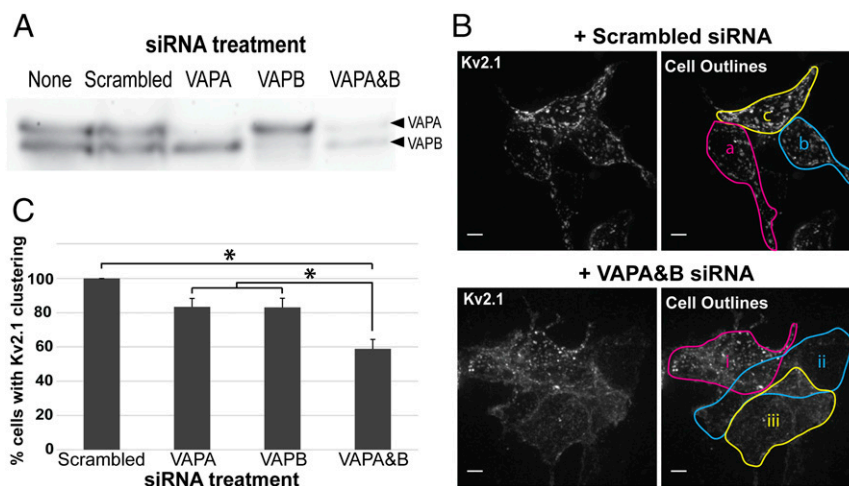 A
siRNA treatment
None Scrambled VAPA VAPB VAPA&B
VAPA
VAPB
B
+ Scrambled siRNA
Kv2.1
Cell Outlines
a
b
c
+ VAPA&B siRNA
Kv2.1
Cell Outlines
i
ii
iii
C
% cells with Kv2.1 clustering
100
80
60
40
20
0
*
*
Scrambled VAPA VAPB VAPA&B
siRNA treatment